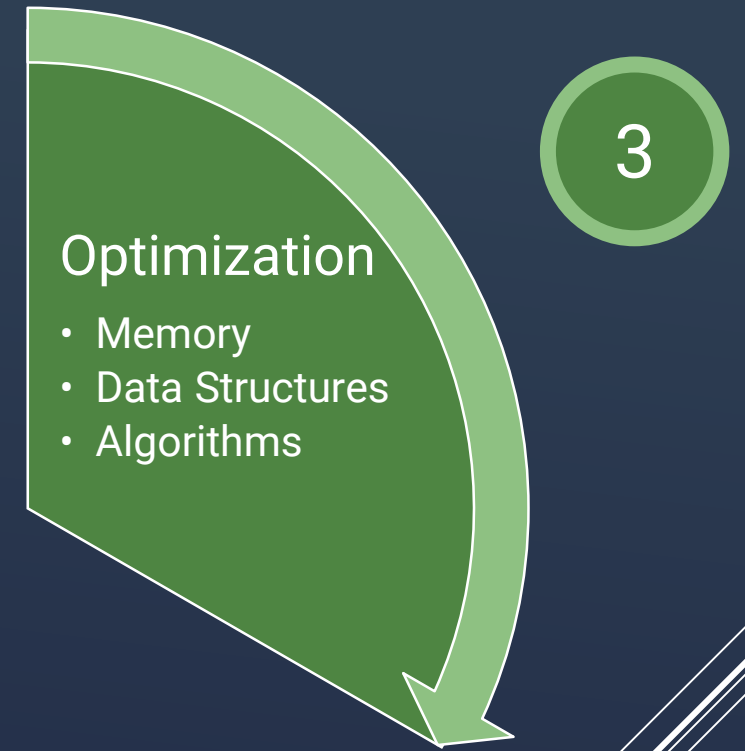 3
Optimization
• Memory
• Data Structures
• Algorithms